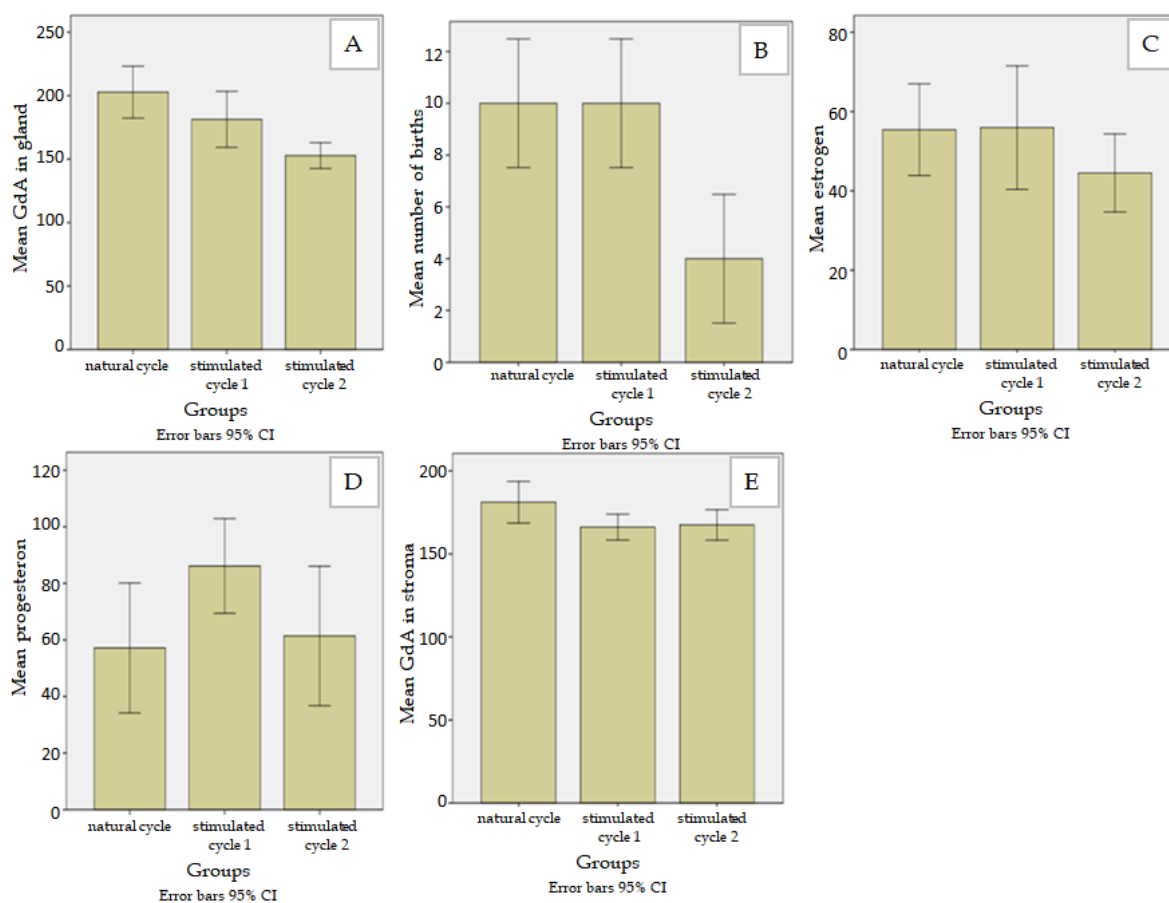 A
Mean GdA in gland
250
200
150
100
50
0
natural cycle
stimulated
cycle 1
stimulated
cycle 2
Groups
Error bars 95% CI
B
Mean number of births
12
10
8
6
4
2
0
natural cycle
stimulated
cycle 1
stimulated
cycle 2
Groups
Error bars 95% CI
C
Mean estrogen
80
60
40
20
0
natural cycle
stimulated
cycle 1
stimulated
cycle 2
Groups
Error bars 95% CI
D
Mean progesteron
120
100
80
60
40
20
0
natural cycle
stimulated
cycle 1
stimulated
cycle 2
Groups
Error bars 95% CI
E
Mean GdA in stroma
200
150
100
50
0
natural cycle
stimulated
cycle 1
stimulated
cycle 2
Groups
Error bars 95% CI